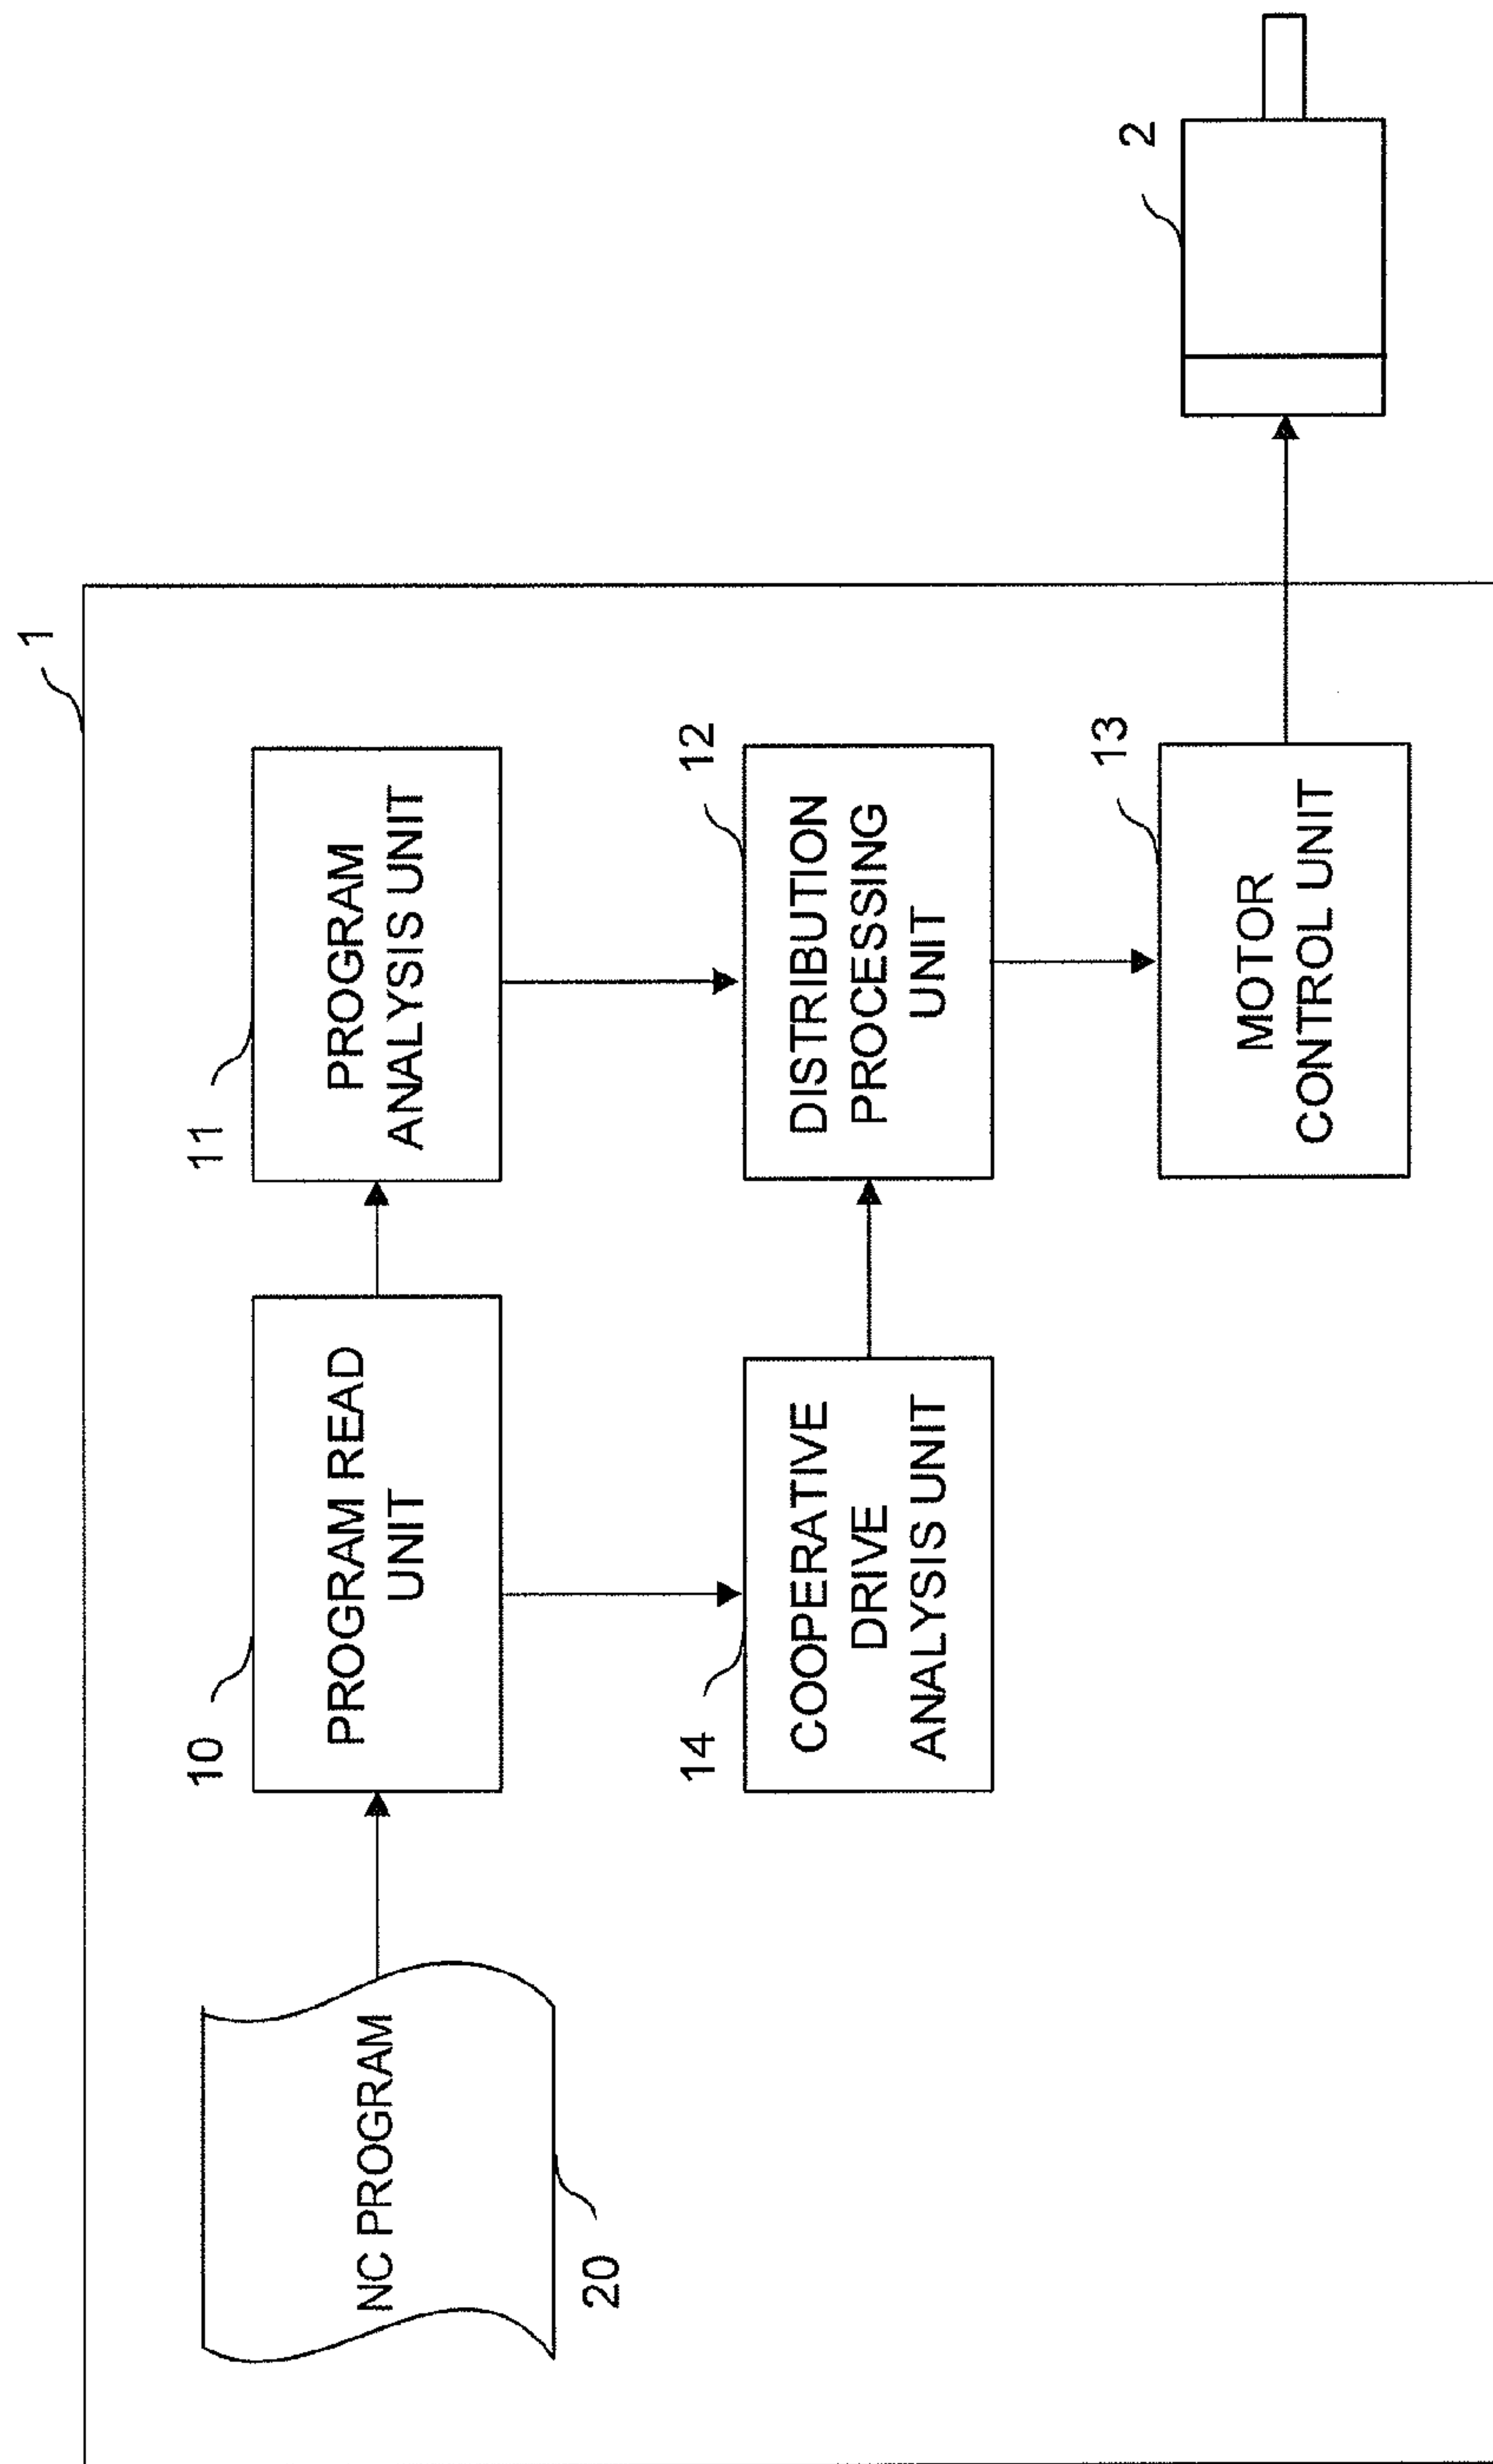 1
10
PROGRAM READ
UNIT
11
PROGRAM
ANALYSIS UNIT
NC PROGRAM
20
14
COOPERATIVE
DRIVE
ANALYSIS UNIT
12
DISTRIBUTION
PROCESSING
UNIT
13
MOTOR
CONTROL UNIT
2